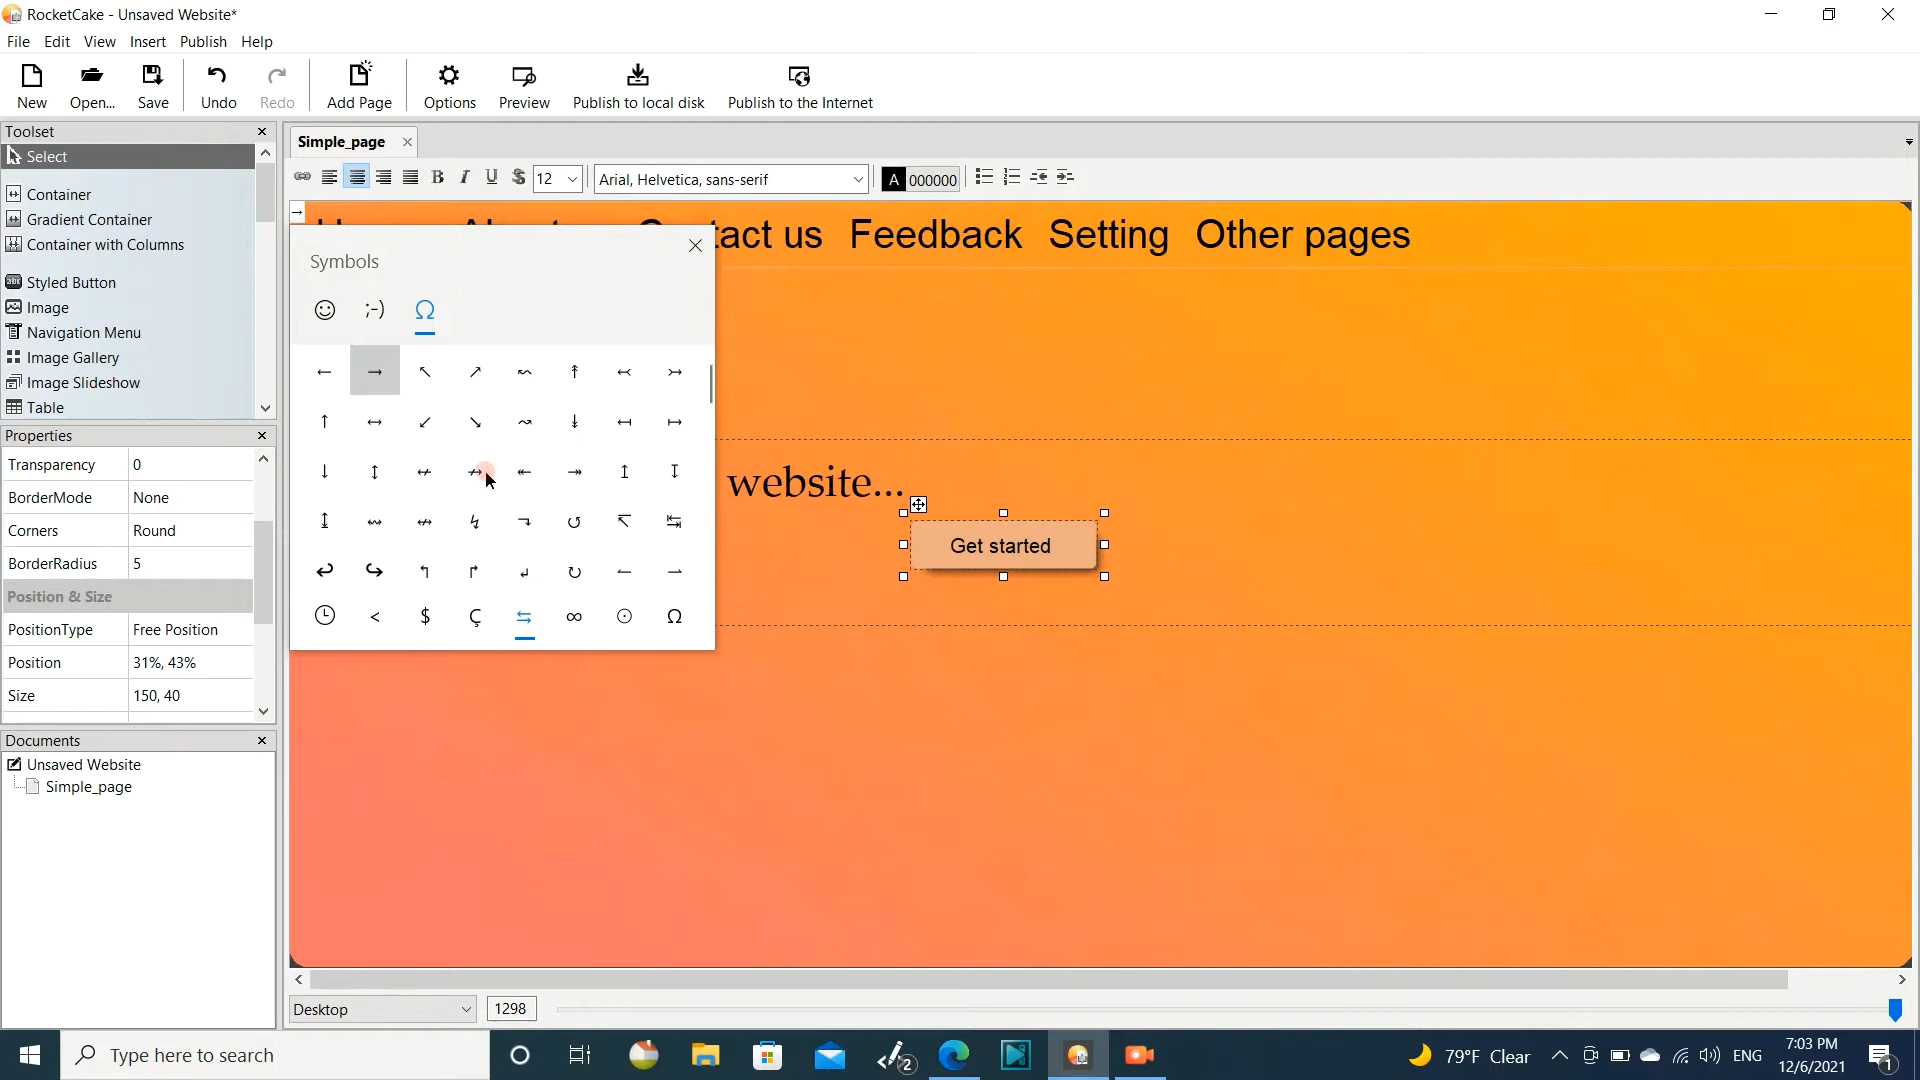 RocketCake - Unsaved Website*
File Edit View Insert Publish Help
New Open... Save Undo Redo Add Page Options Preview Publish to local disk Publish to the Internet
Toolset
Select
Container
Gradient Container
Container with Columns
Styled Button
Image
Navigation Menu
Image Gallery
Image Slideshow
Table
Properties
Transparency 0
BorderMode None
Corners Round
BorderRadius 5
Position & Size
PositionType Free Position
Position 31%, 43%
Size 150, 40
Documents
Unsaved Website
Simple_page
Simple_page
B I U S 12 Arial, Helvetica, sans-serif A 000000
tact us Feedback Setting Other pages
Symbols
;-) Ω
← → ↖ ↗ ↜ ↟ ↢ ↣
↑ ↔ ↙ ↘ ↝ ↡ ↤ ↦
↓ ↕ ↚ ↛ ↞ ↠ ↥ ↧
↨ ↭ ↮ ↯ ⬎ ↺ ↸ ↹
↩ ↪ ↰ ↱ ↲ ↻ ↼ ⇀
< $ Ç ⇆ ∞ ⊙ Ω
website...
Get started
Desktop 1298
Type here to search
2
79°F Clear
ENG
7:03 PM
12/6/2021
1